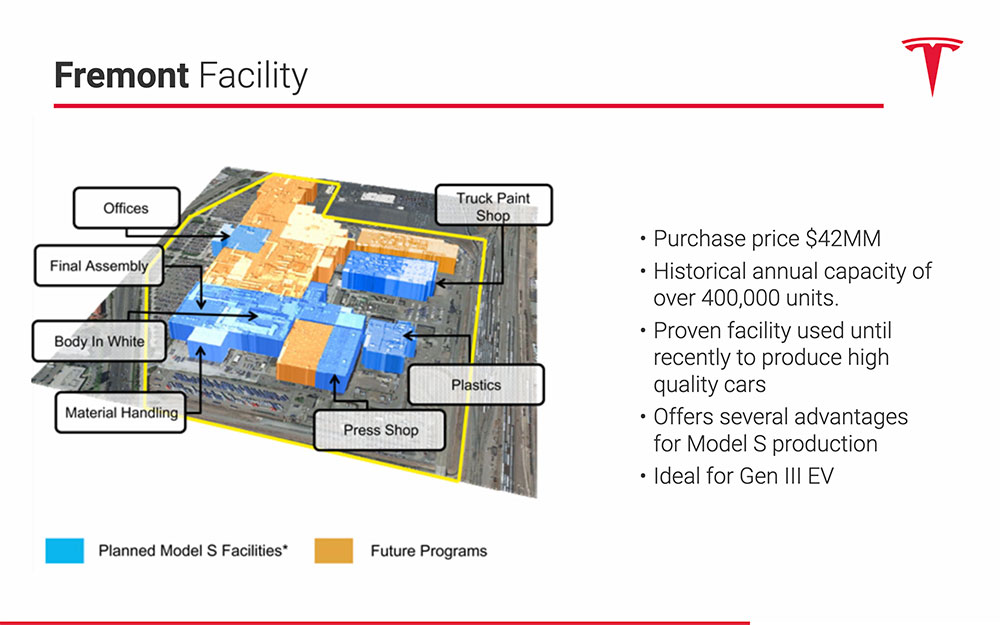 Fremont Facility
Offices
Truck Paint
Shop
Final Assembly
Body In White
Plastics
Material Handling
Press Shop
• Purchase price $42MM
• Historical annual capacity of
over 400,000 units.
• Proven facility used until
recently to produce high
quality cars
• Offers several advantages
for Model S production
• Ideal for Gen III EV
Planned Model S Facilities*
Future Programs